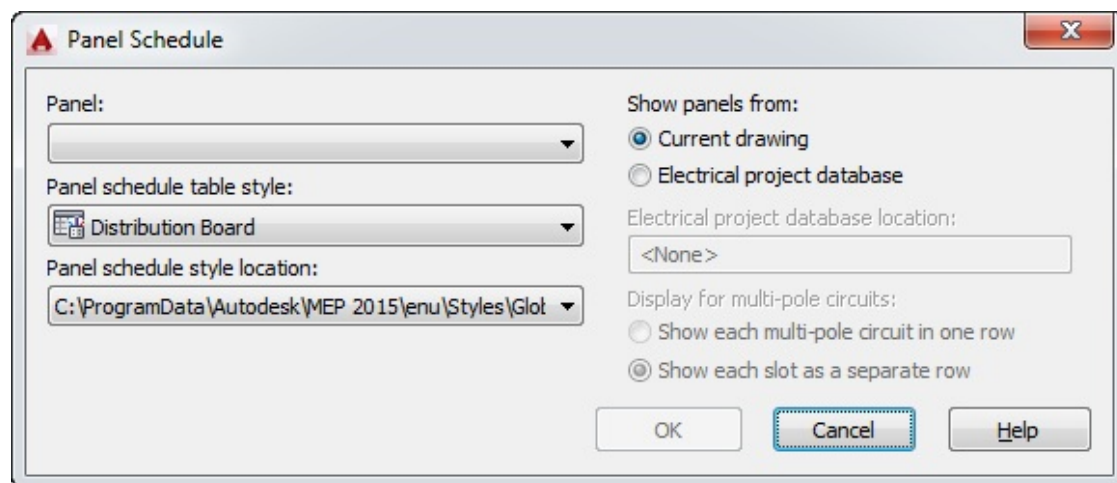 Panel Schedule
Panel:
Panel schedule table style:
Distribution Board
Panel schedule style location:
C:\ProgramData\Autodesk\MEP 2015\enu\Styles\Glob
Show panels from:
Current drawing
Electrical project database
Electrical project database location:
<None>
Display for multi-pole circuits:
Show each multi-pole circuit in one row
Show each slot as a separate row
OK
Cancel
Help